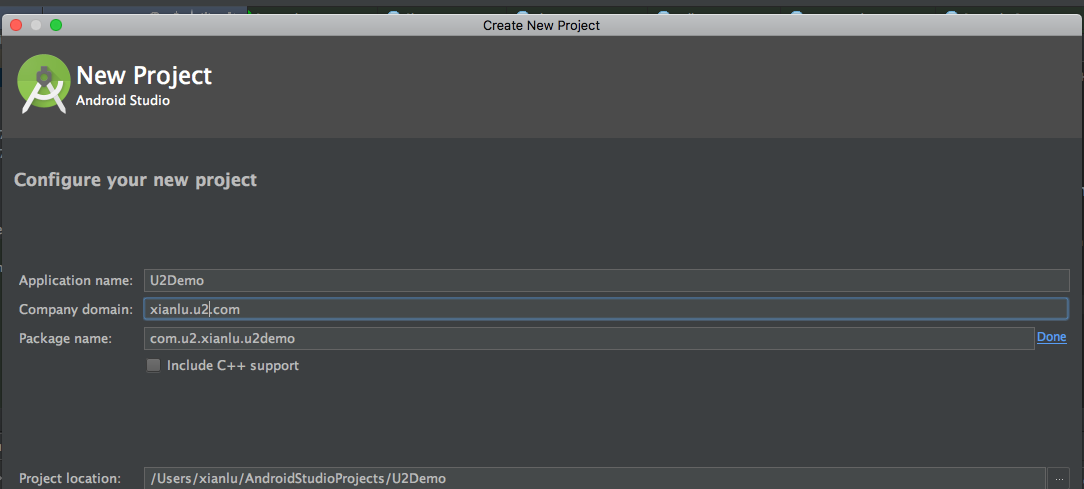 Create New Project
New Project
Android Studio
Configure your new project
Application name: U2Demo
Company domain: xianlu.u2.com
Package name: com.u2.xianlu.u2demo Done
Include C++ support
Project location: /Users/xianlu/AndroidStudioProjects/U2Demo ...